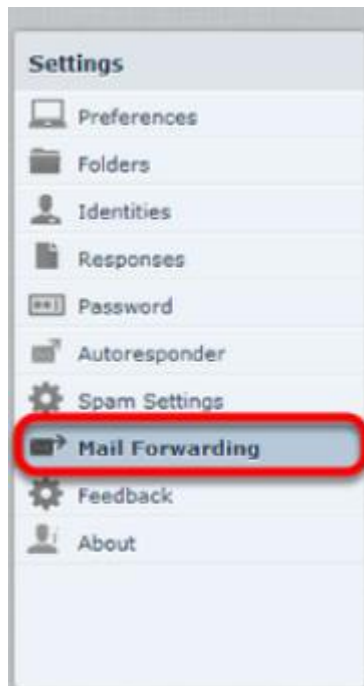 Settings
Preferences
Folders
Identities
Responses
Password
Autoresponder
Spam Settings
Mail Forwarding
Feedback
About